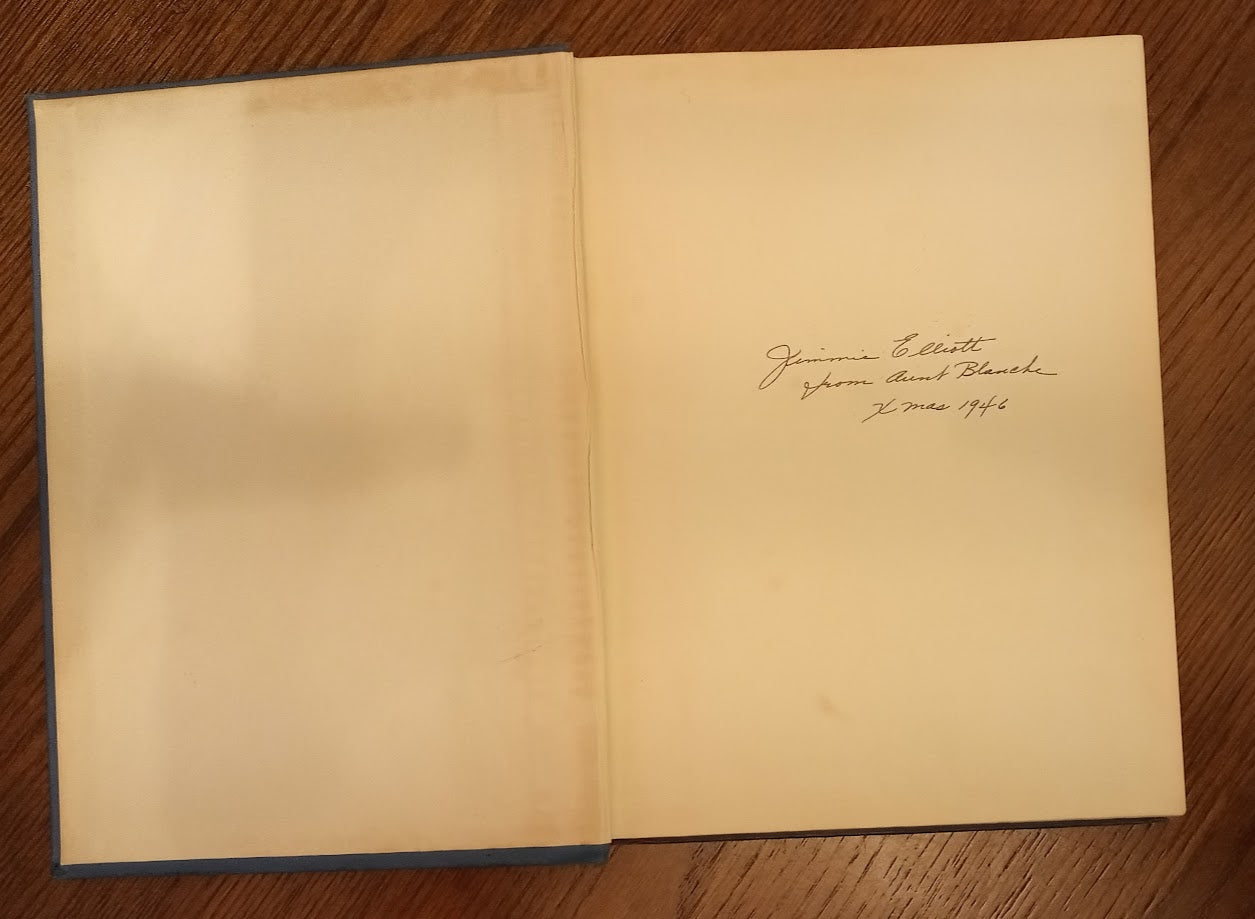 Jimmie Elliott
from Aunt Blanche
Xmas 1946